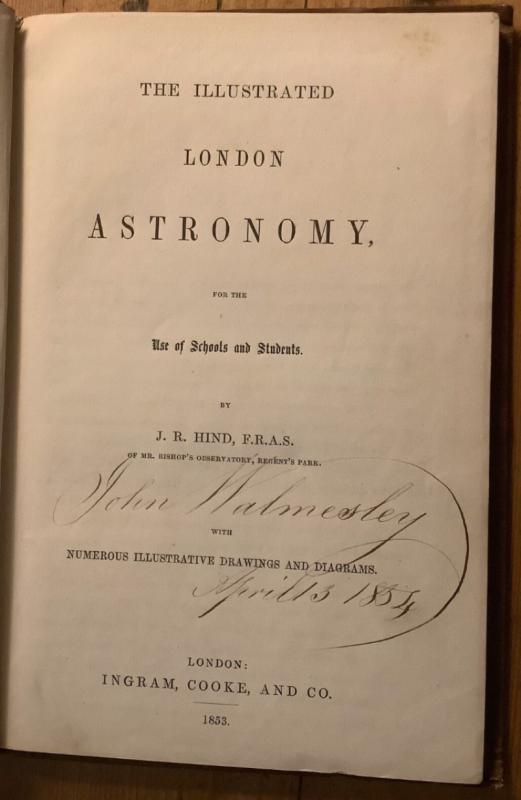 THE ILLUSTRATED
LONDON
ASTRONOMY,
FOR THE
Use of Schools and Students.
BY
J. R. HIND, F.R.A.S.
OF MR. BISHOP'S OBSERVATORY, REGENT'S PARK.
John Walmesley
WITH
NUMEROUS ILLUSTRATIVE DRAWINGS AND DIAGRAMS.
April 13 1854
LONDON:
INGRAM, COOKE, AND CO.
1853.